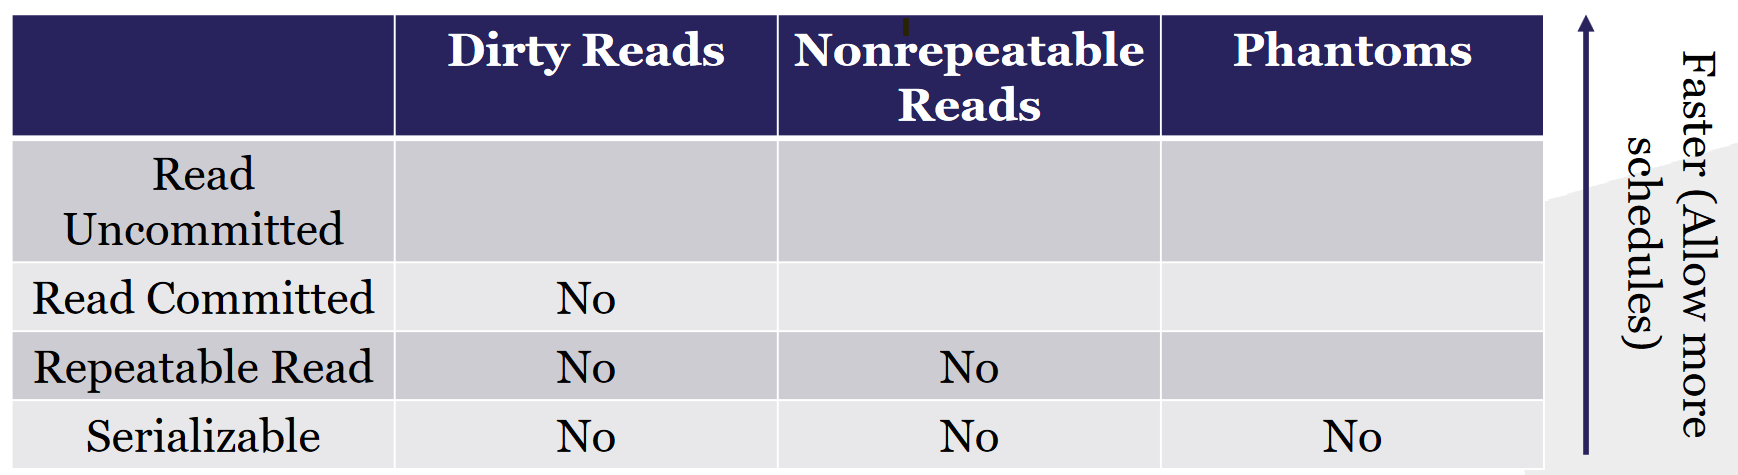 Dirty Reads
Nonrepeatable
Reads
Phantoms
Read
Uncommitted
Read Committed
No
Repeatable Read
No
No
Serializable
No
No
No
Faster (Allow more
schedules)